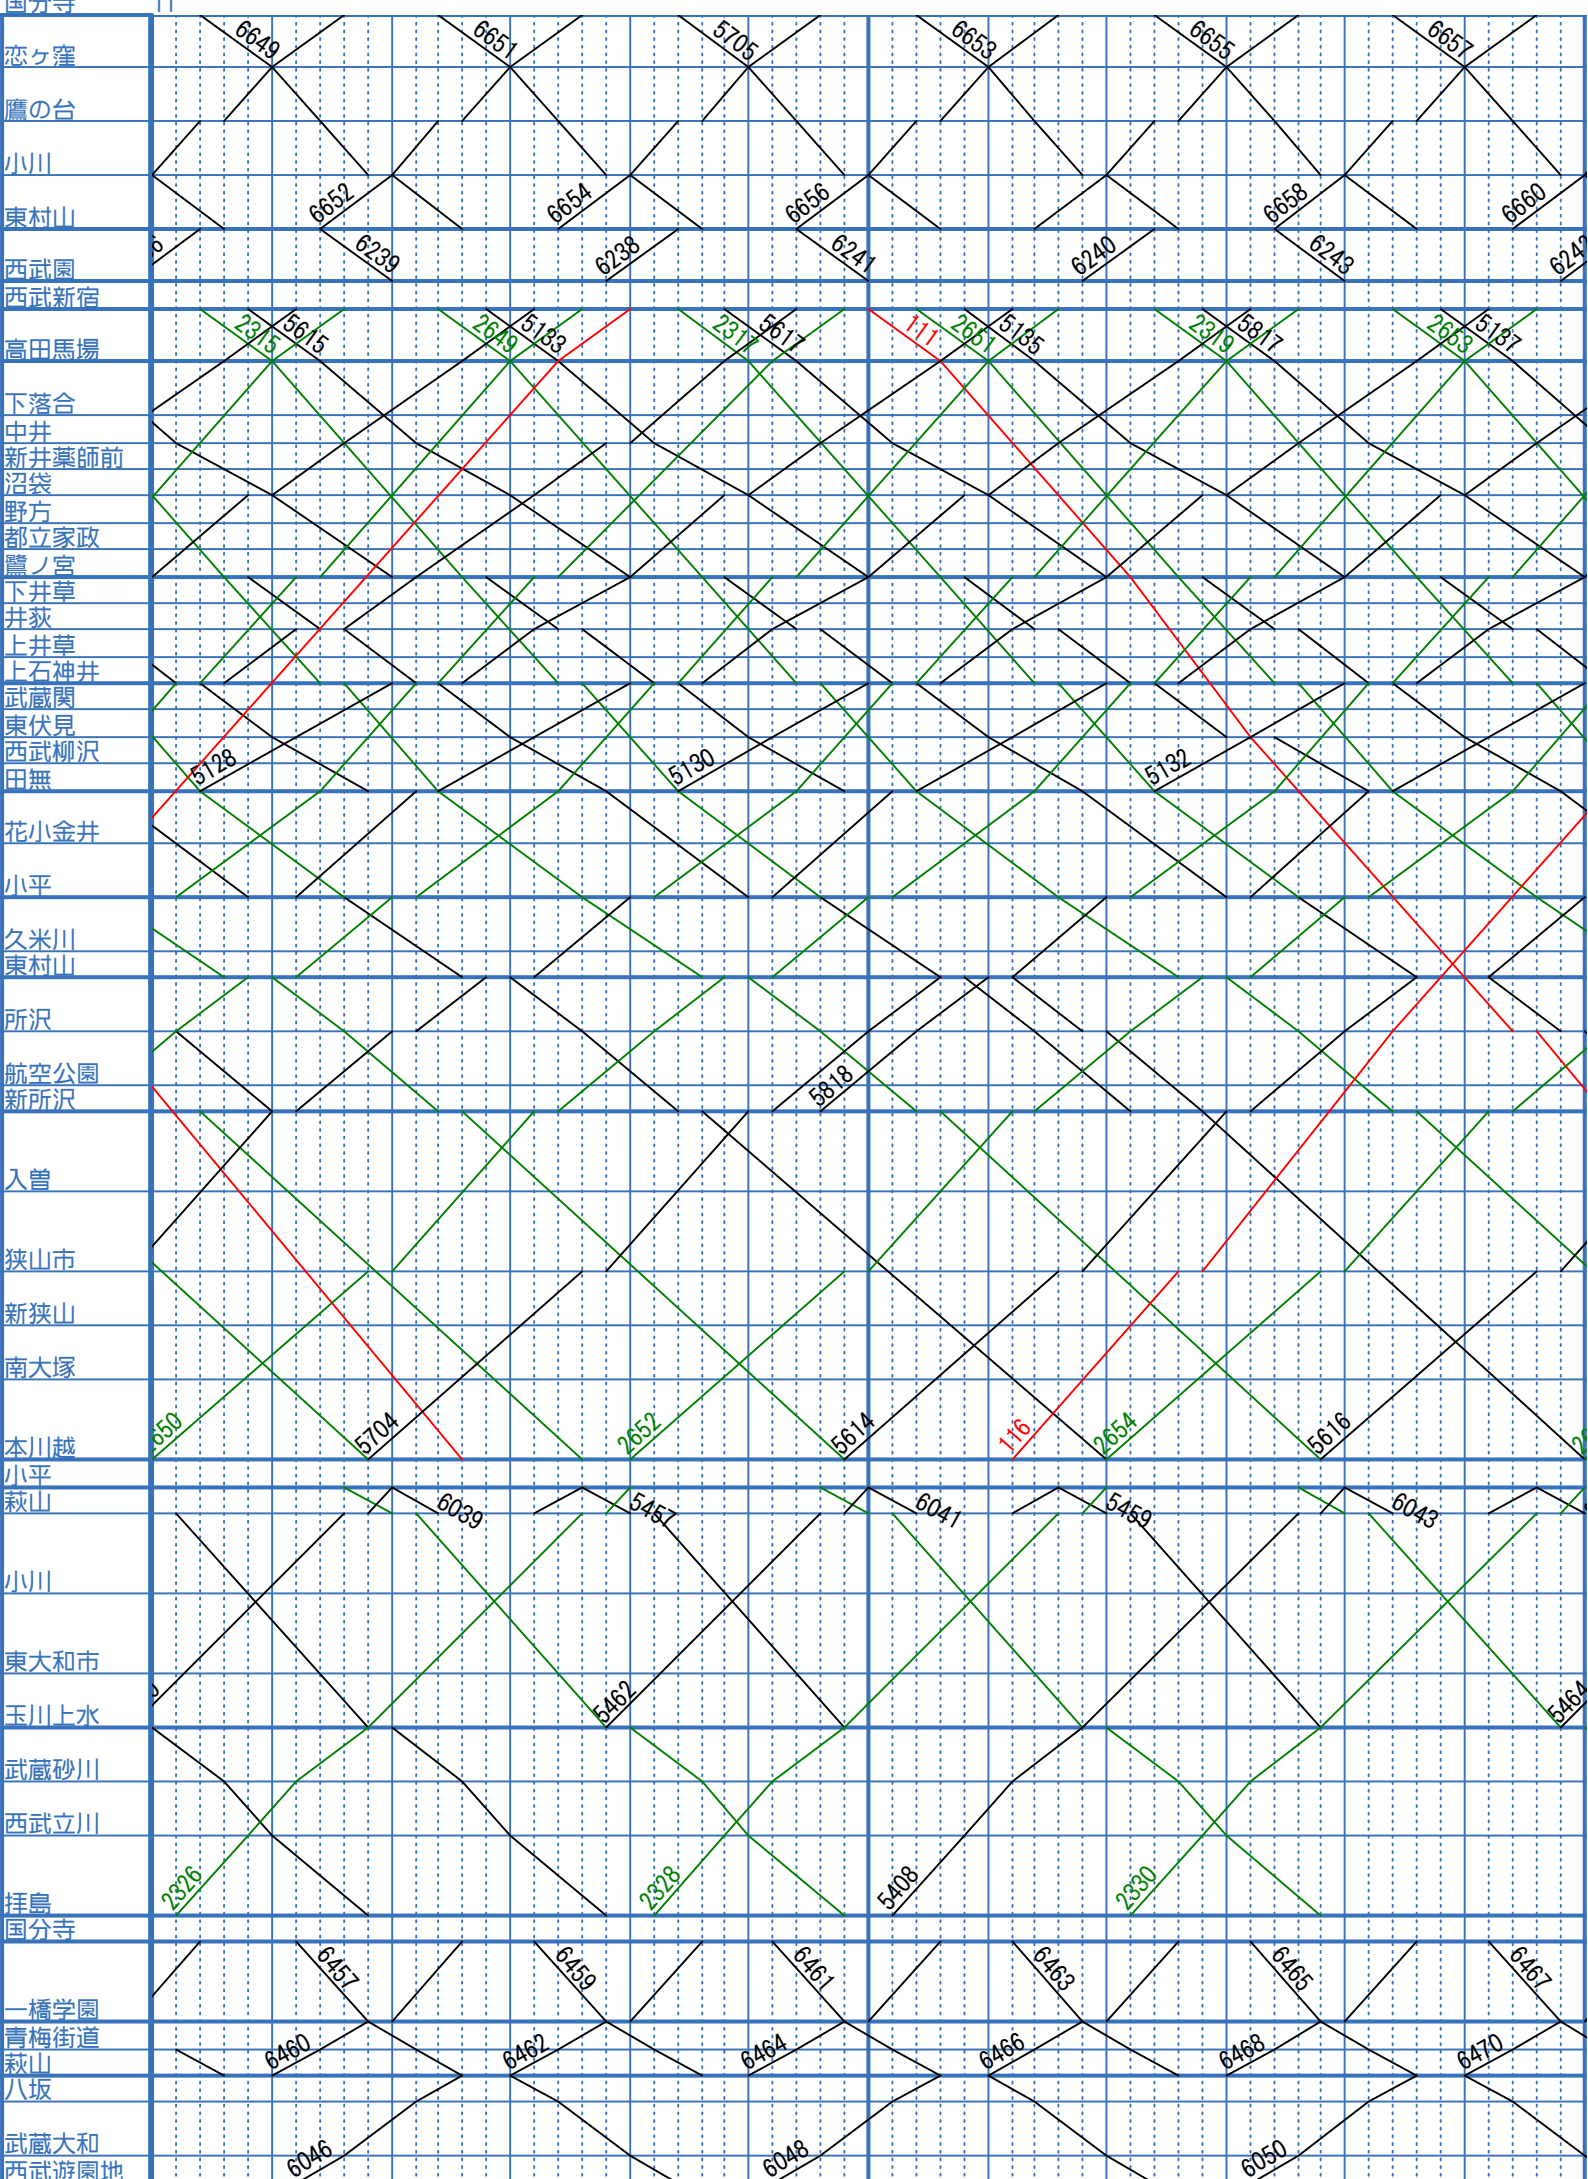 国分寺 11
恋ヶ窪 6649 6651 5705 6653 6655 6657
鷹の台
小川
東村山 6652 6654 6656 6658 6660
西武園 6239 6238 6241 6240 6243 6242
西武新宿
高田馬場 2315 5615 2649 5133 2317 5617 111 2651 5135 2319 5817 2653 5137
下落合
中井
新井薬師前
沼袋
野方
都立家政
鷺ノ宮
下井草
井荻
上井草
上石神井
武蔵関
東伏見
西武柳沢
田無 5128 5130 5132
花小金井
小平
久米川
東村山
所沢
航空公園
新所沢 5818
入曽
狭山市
新狭山
南大塚
本川越 2650 5704 2652 5614 116 2654 5616
小平
萩山 6039 5457 6041 5459 6043
小川
東大和市
玉川上水 5462 5464
武蔵砂川
西武立川
拝島 2326 2328 5408 2330
国分寺
一橋学園 6457 6459 6461 6463 6465 6467
青梅街道
萩山 6460 6462 6464 6466 6468 6470
八坂
武蔵大和 6046 6048 6050
西武遊園地